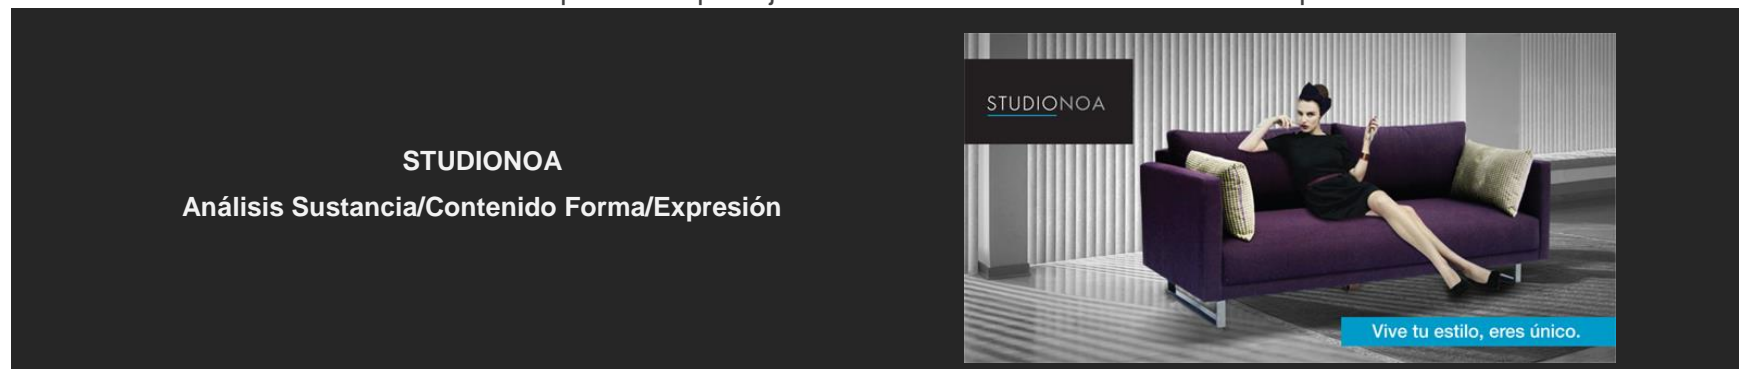 STUDIONOA
Análisis Sustancia/Contenido Forma/Expresión
STUDIONOA
Vive tu estilo, eres único.